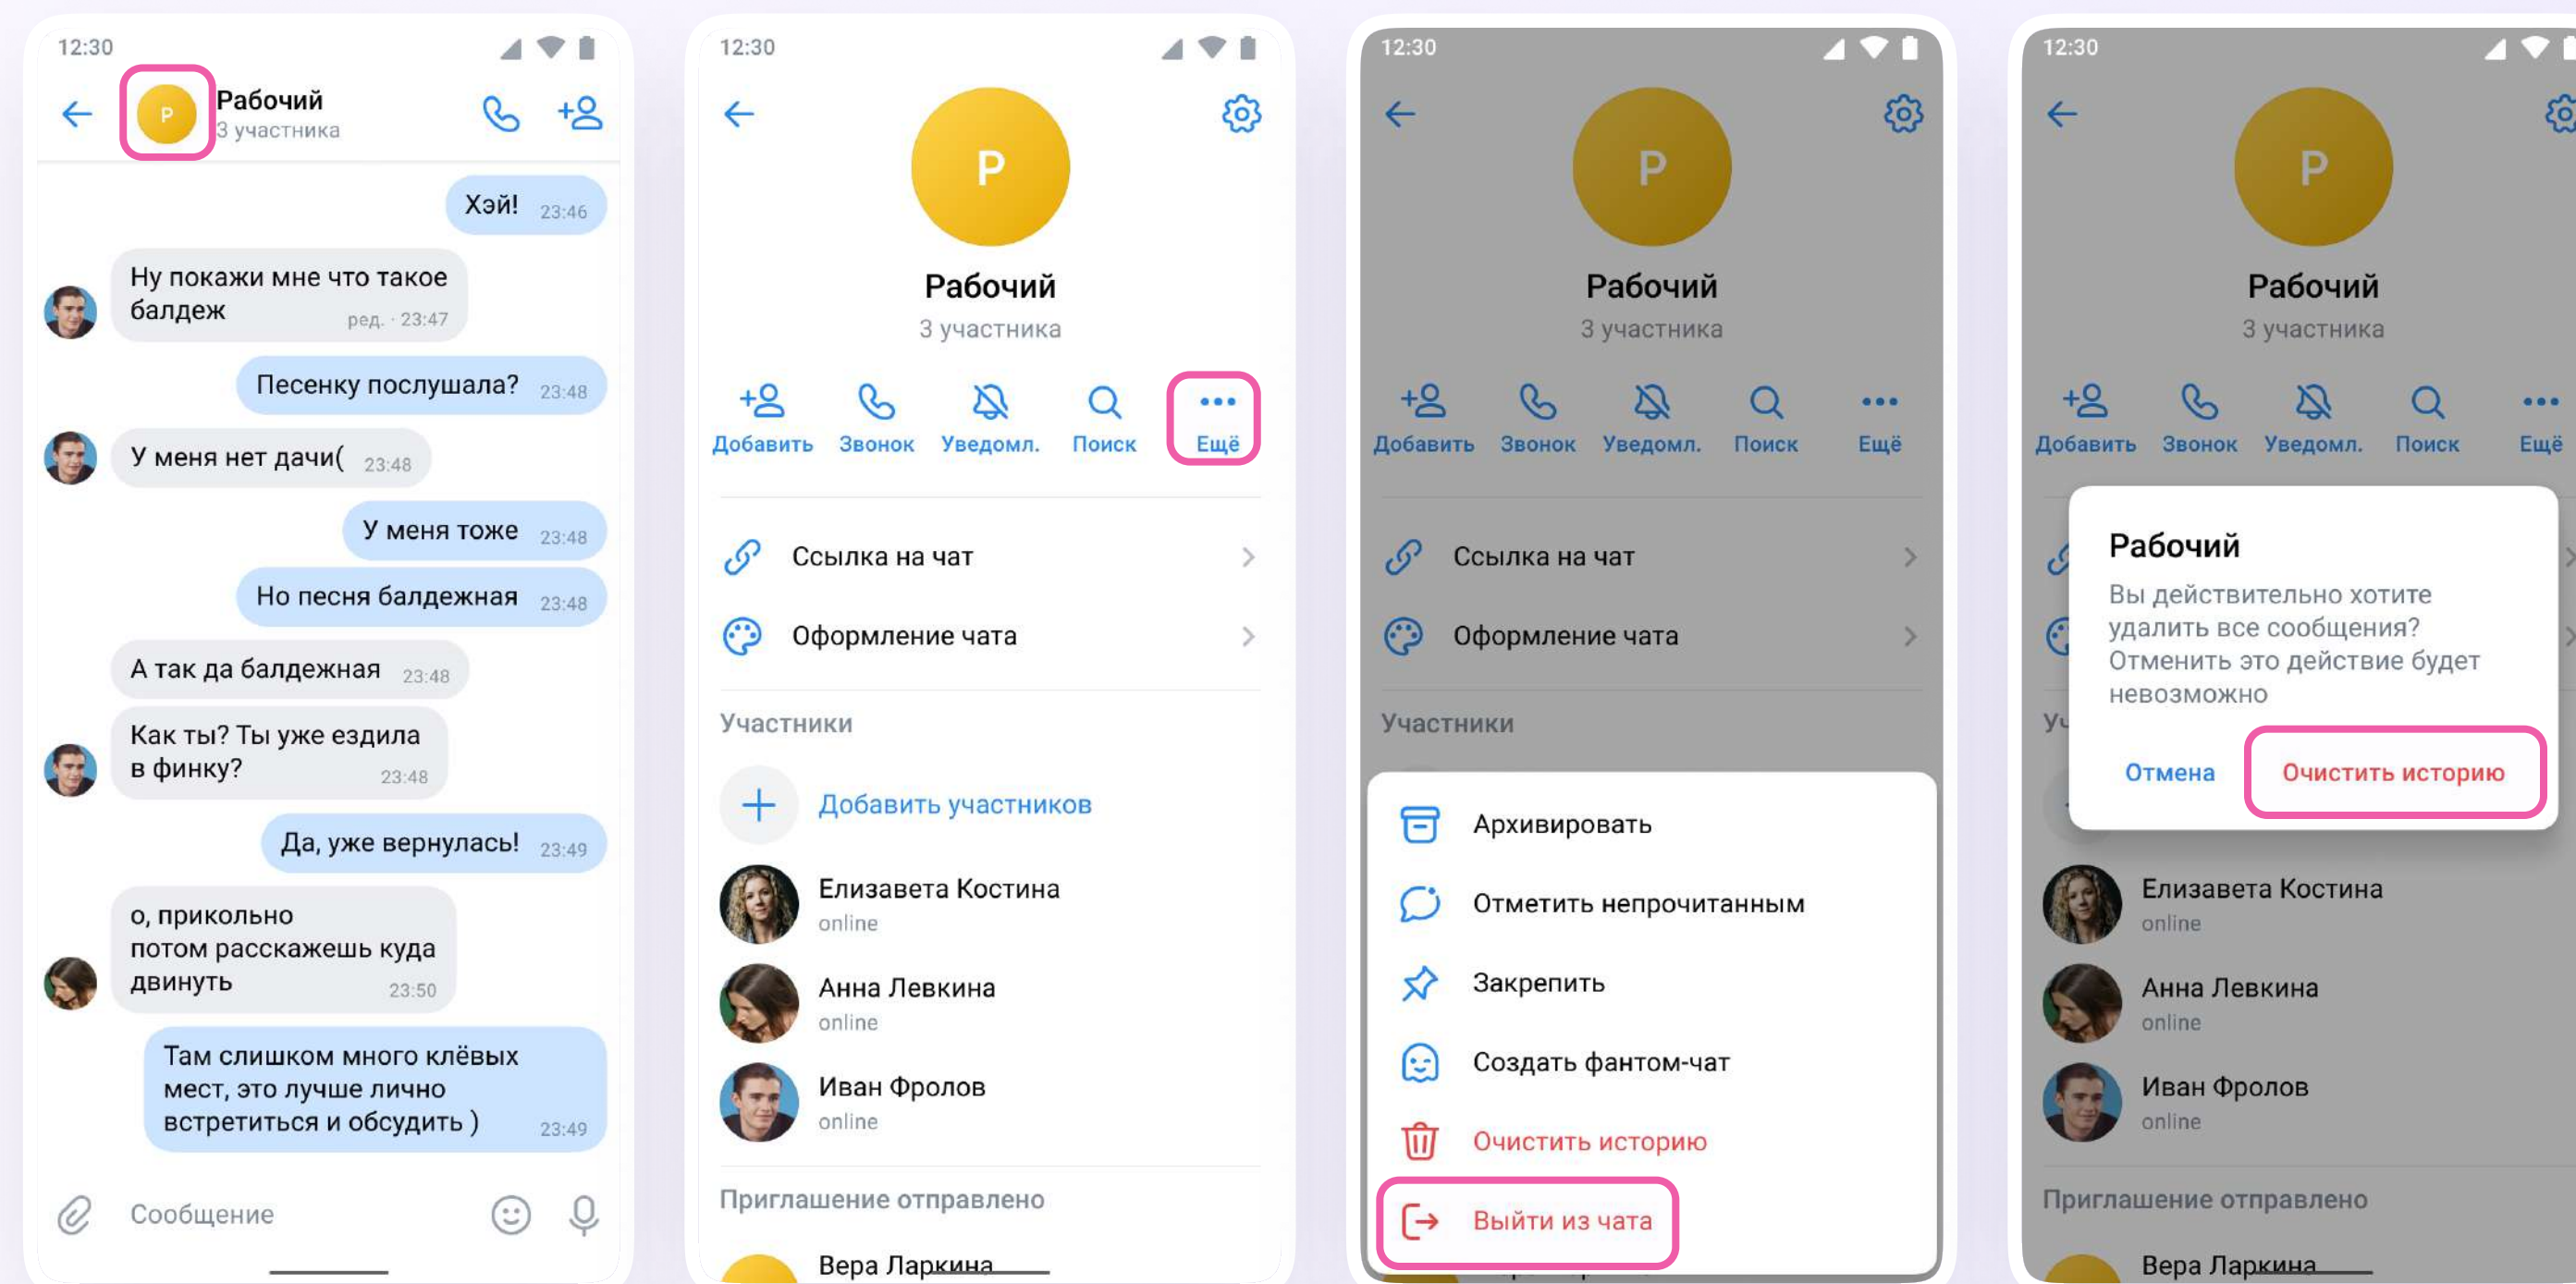 12:30
Р
Рабочий
3 участника
Хэй! 23:46
Ну покажи мне что такое
балдеж ред. · 23:47
Песенку послушала? 23:48
У меня нет дачи( 23:48
У меня тоже 23:48
Но песня балдежная 23:48
А так да балдежная 23:48
Как ты? Ты уже ездила
в финку? 23:48
Да, уже вернулась! 23:49
о, прикольно
потом расскажешь куда
двинуть 23:50
Там слишком много клёвых
мест, это лучше лично
встретиться и обсудить ) 23:49
Сообщение
12:30
Р
Рабочий
3 участника
Добавить Звонок Уведомл. Поиск Ещё
Ссылка на чат
Оформление чата
Участники
Добавить участников
Елизавета Костина
online
Анна Левкина
online
Иван Фролов
online
Приглашение отправлено
Вера Ларкина
12:30
Р
Рабочий
3 участника
Добавить Звонок Уведомл. Поиск Ещё
Ссылка на чат
Оформление чата
Участники
Архивировать
Отметить непрочитанным
Закрепить
Создать фантом-чат
Очистить историю
Выйти из чата
12:30
Р
Рабочий
3 участника
Добавить Звонок Уведомл. Поиск Ещё
Рабочий
Вы действительно хотите
удалить все сообщения?
Отменить это действие будет
невозможно
Отмена Очистить историю
Елизавета Костина
online
Анна Левкина
online
Иван Фролов
online
Приглашение отправлено
Вера Ларкина